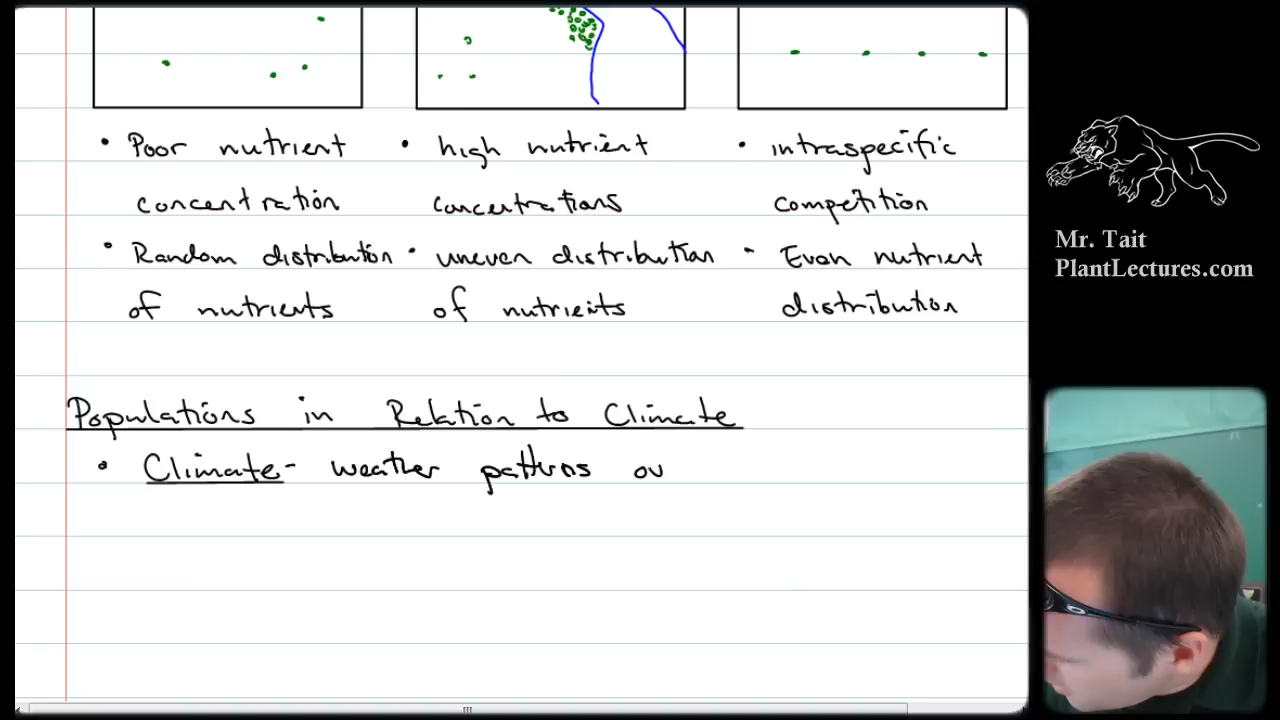 • Poor nutrient
concentration
• Random distribution
of nutrients
• high nutrient
concentrations
• uneven distribution
of nutrients
• intraspecific
competition
- Even nutrient
distribution
Populations in Relation to Climate
• Climate - weather patterns ov
Mr. Tait
PlantLectures.com